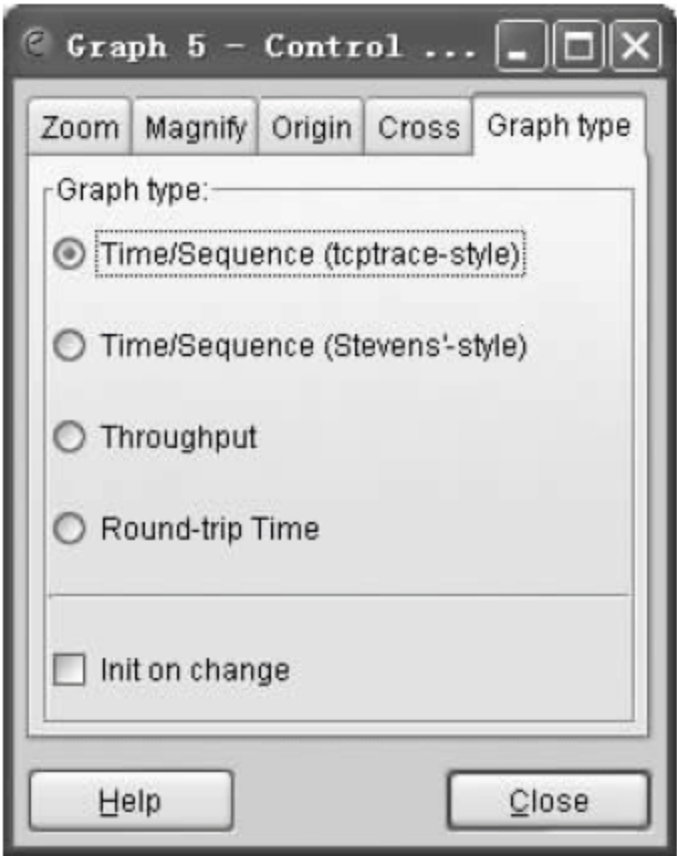 Graph 5 - Control ...
Zoom Magnify Origin Cross Graph type
Graph type:
Time/Sequence (tcptrace-style)
Time/Sequence (Stevens'-style)
Throughput
Round-trip Time
Init on change
Help Close